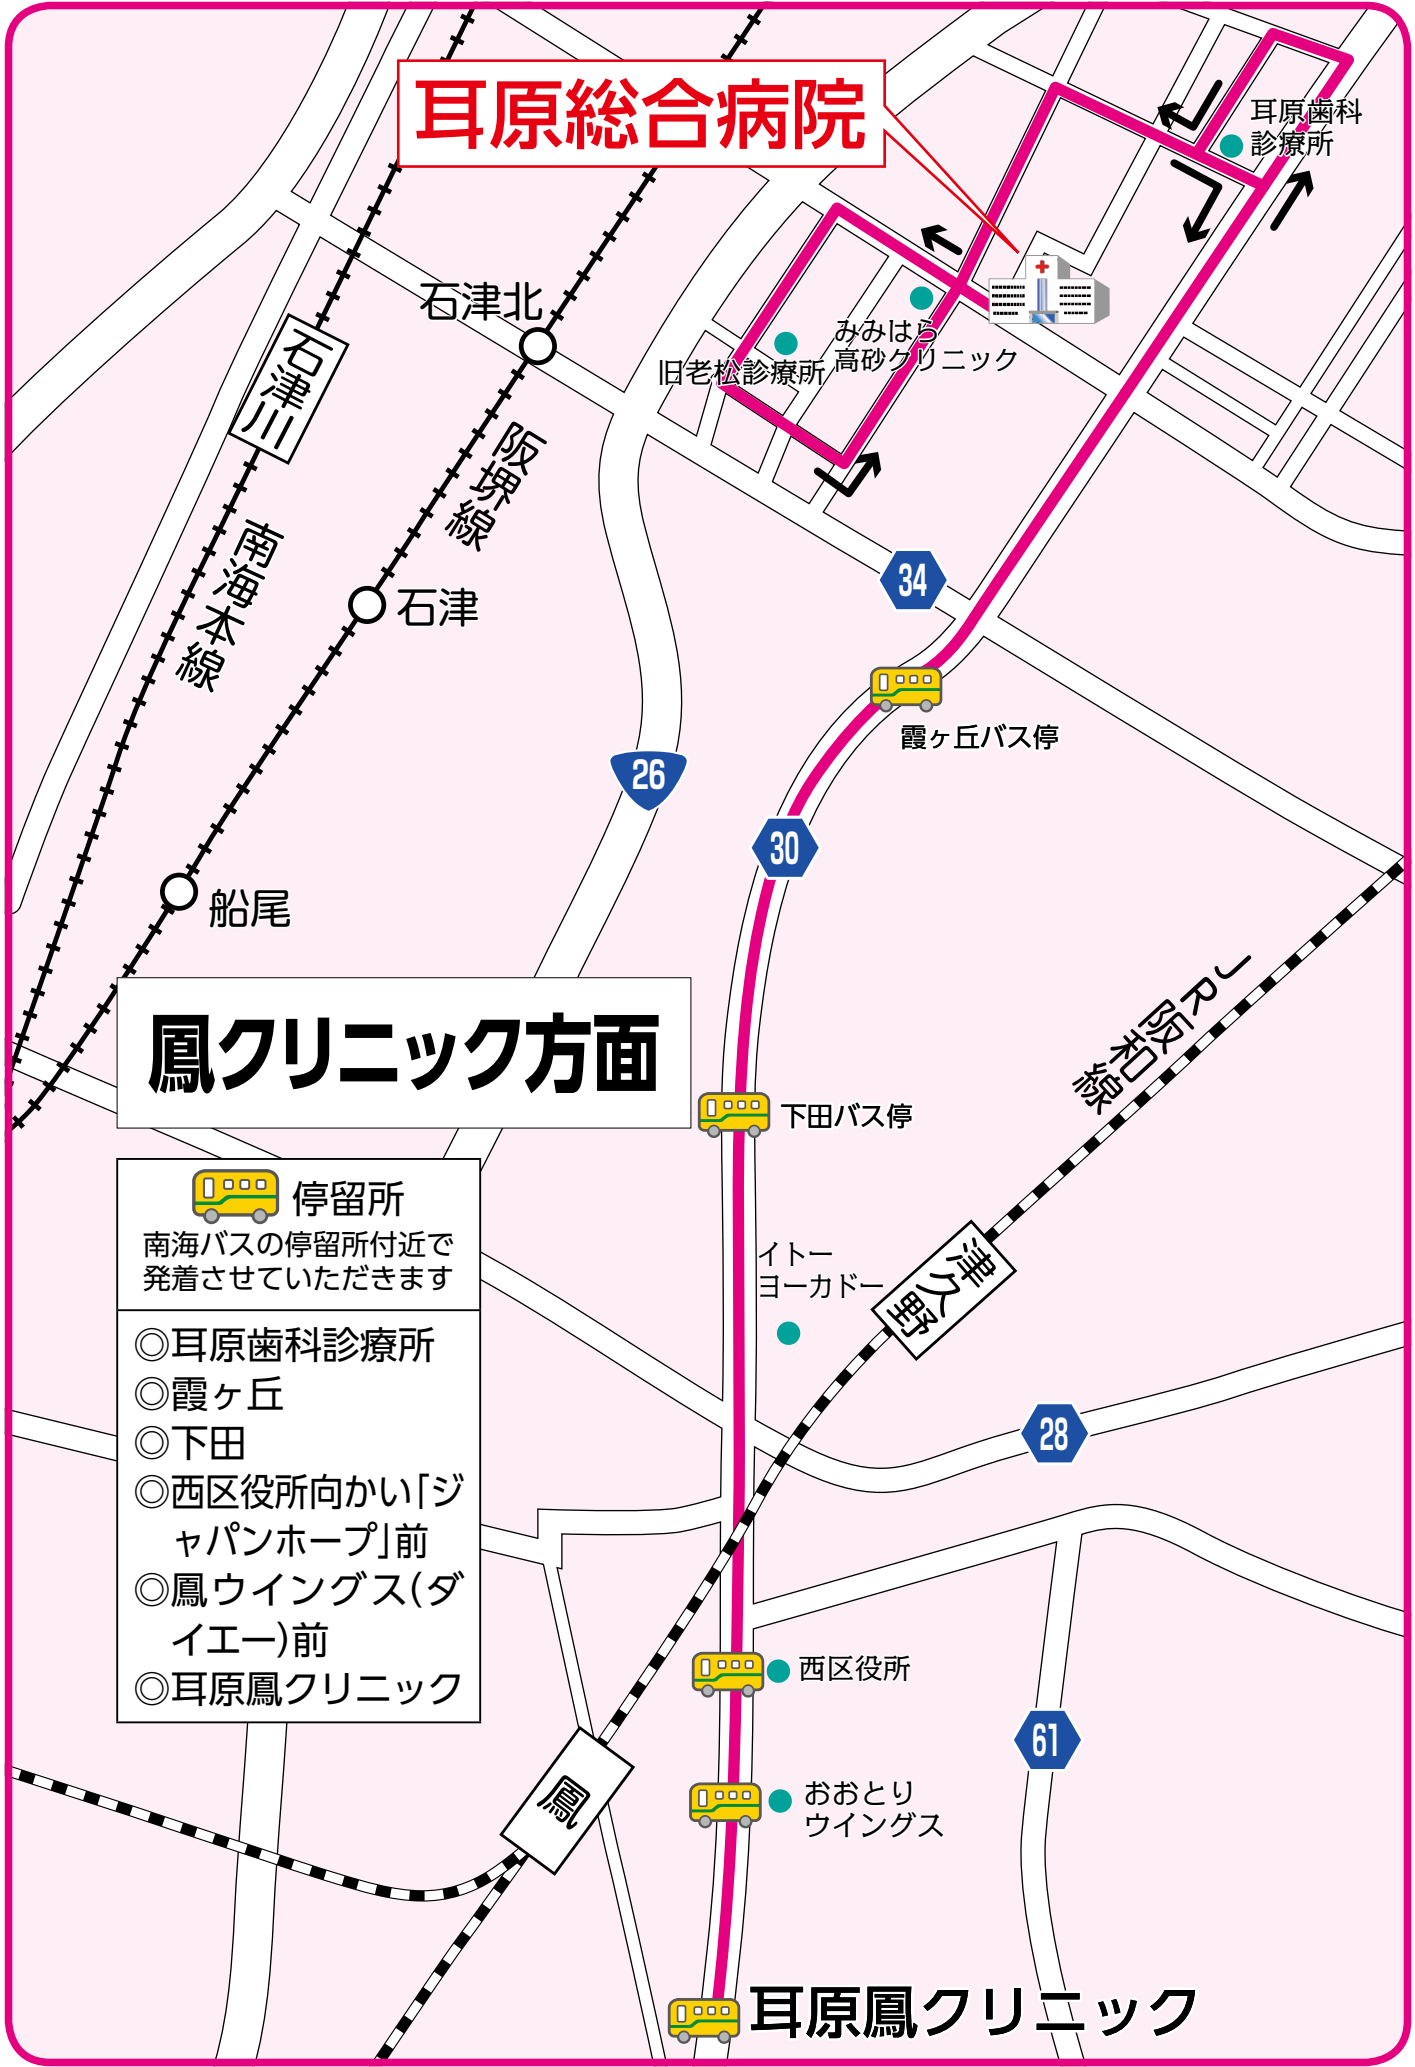 耳原総合病院
耳原歯科
診療所
石津北
みみはら
高砂クリニック
旧老松診療所
石津川
阪堺線
南海本線
34
石津
霞ヶ丘バス停
26
30
船尾
JR阪和線
鳳クリニック方面
下田バス停
停留所
南海バスの停留所付近で
発着させていただきます
◎耳原歯科診療所
◎霞ヶ丘
◎下田
◎西区役所向かい「ジ
ャパンホープ」前
◎鳳ウイングス(ダ
イエー)前
◎耳原鳳クリニック
イトー
ヨーカドー
津久野
28
西区役所
61
鳳
おおとり
ウイングス
耳原鳳クリニック